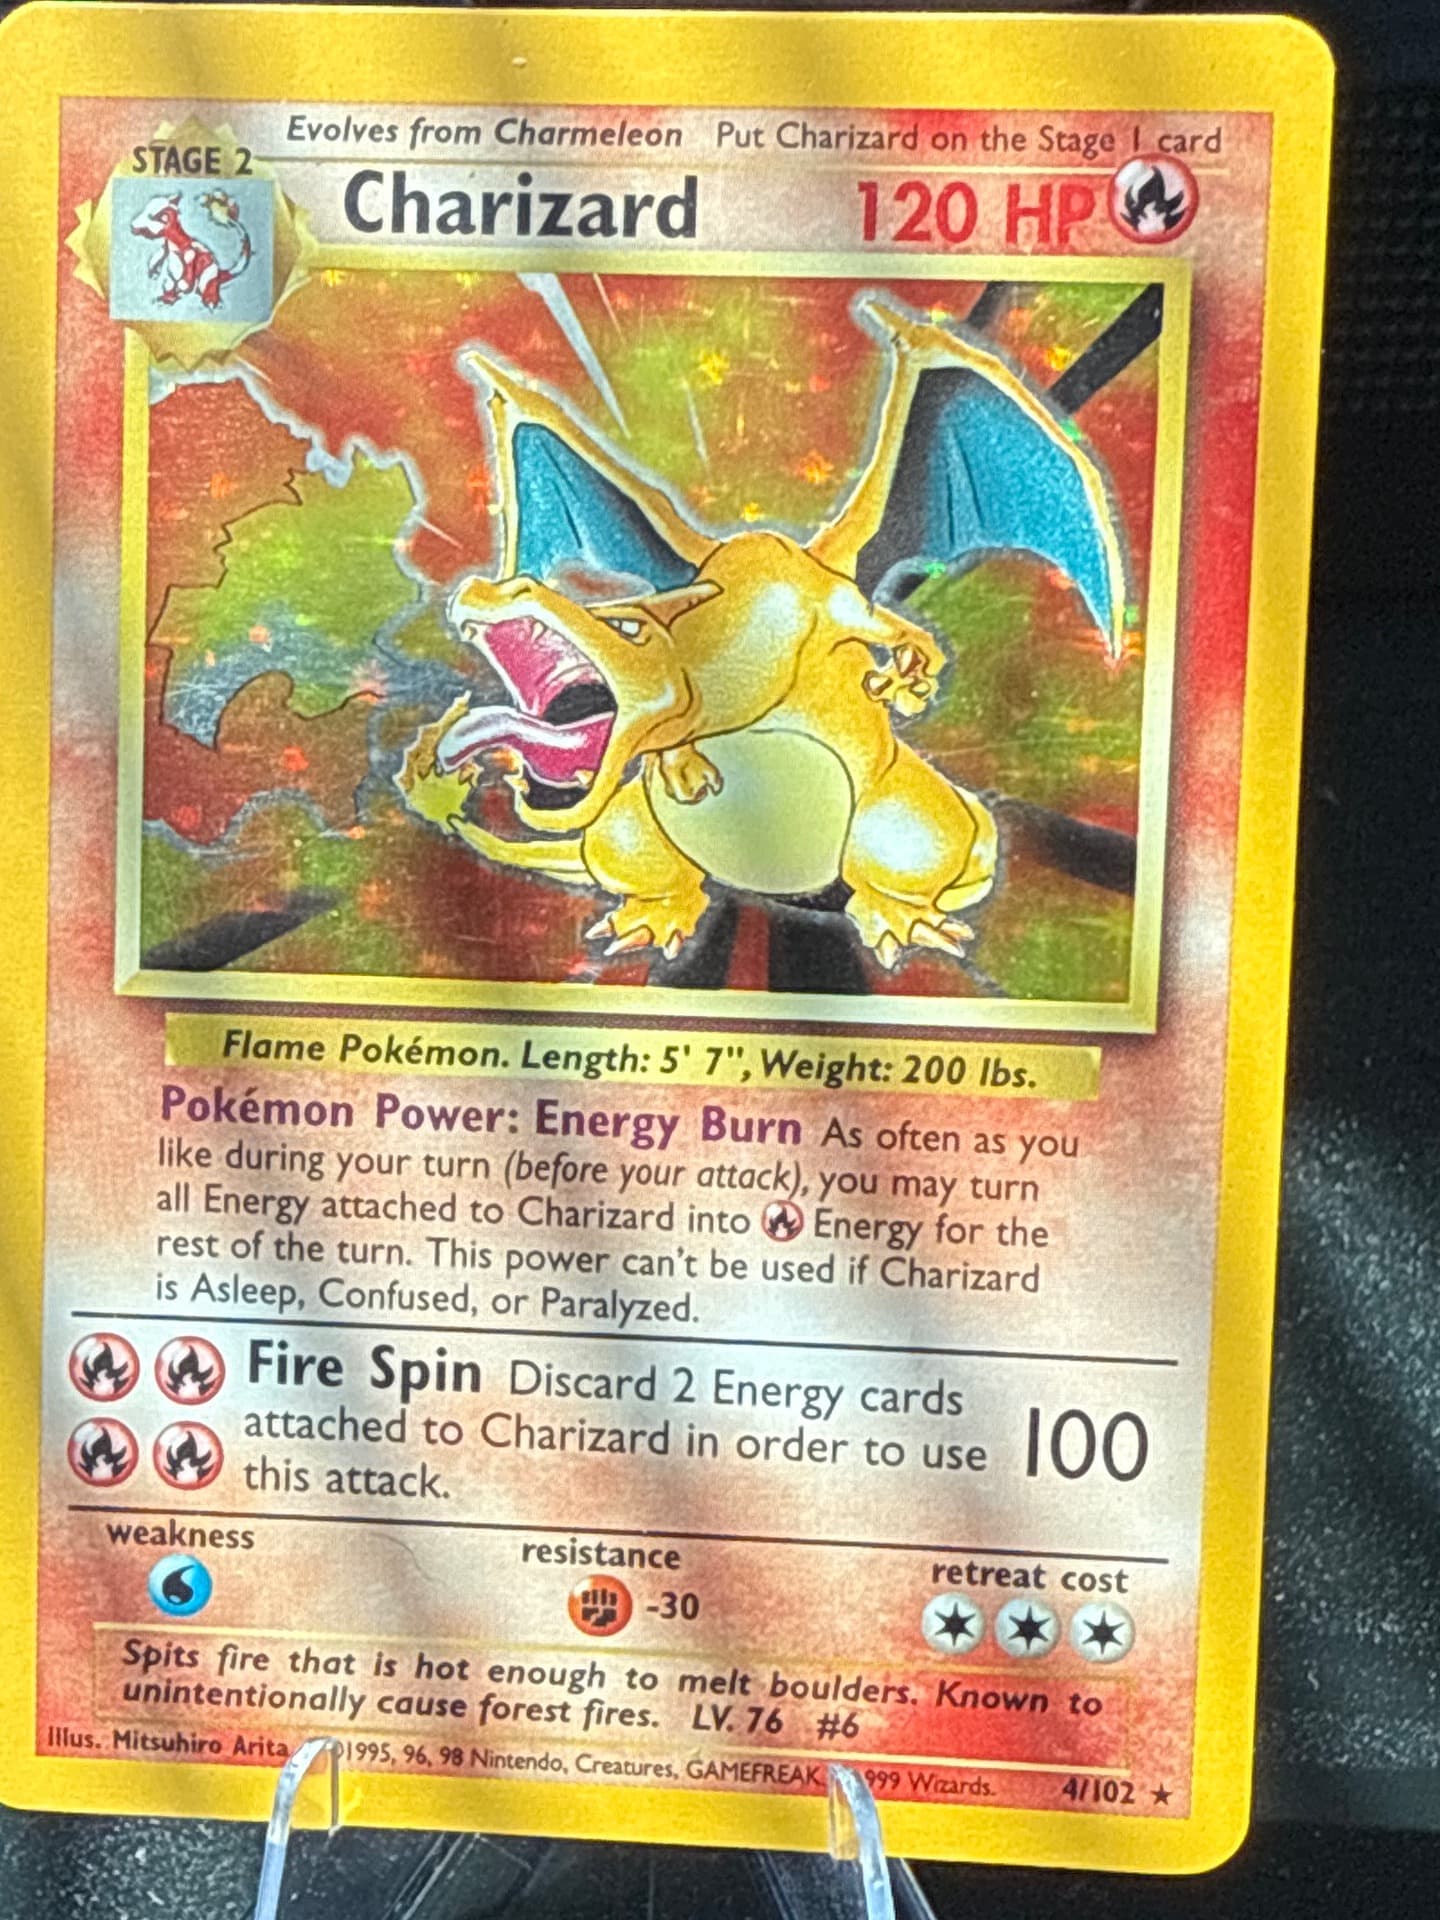 Evolves from Charmeleon Put Charizard on the Stage 1 card
STAGE 2
Charizard 120 HP
Flame Pokémon. Length: 5' 7", Weight: 200 lbs.
Pokémon Power: Energy Burn As often as you
like during your turn (before your attack), you may turn
all Energy attached to Charizard into Energy for the
rest of the turn. This power can't be used if Charizard
is Asleep, Confused, or Paralyzed.
Fire Spin Discard 2 Energy cards
attached to Charizard in order to use
this attack.
100
weakness
resistance
retreat cost
-30
Spits fire that is hot enough to melt boulders. Known to
unintentionally cause forest fires. LV. 76 #6
Illus. Mitsuhiro Arita ©1995, 96, 98 Nintendo, Creatures, GAMEFREAK. 999 Wizards. 4/102 ★